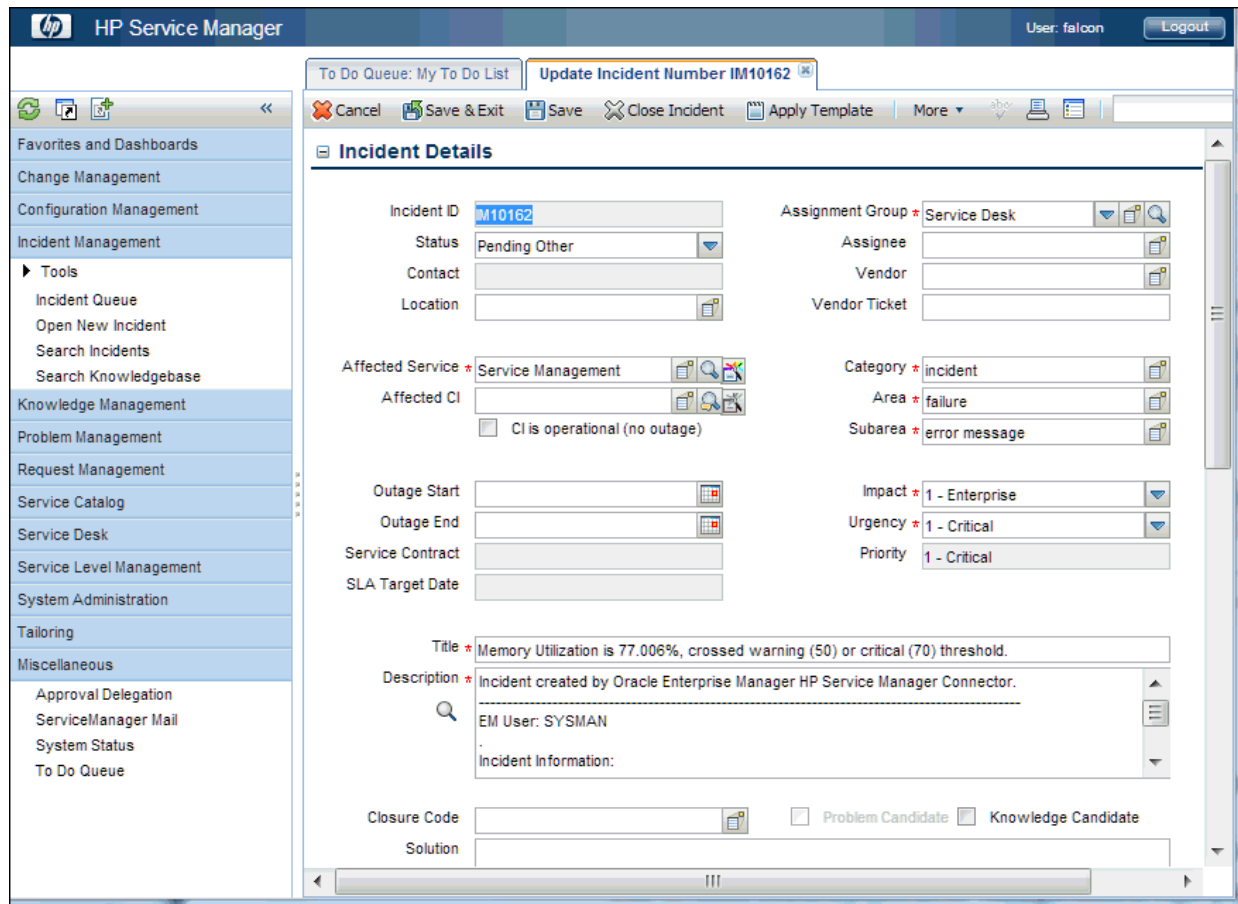 hp HP Service Manager User: falcon Logout
To Do Queue: My To Do List Update Incident Number IM10162
Cancel Save & Exit Save Close Incident Apply Template More abc
Favorites and Dashboards
Change Management
Configuration Management
Incident Management
Tools
Incident Queue
Open New Incident
Search Incidents
Search Knowledgebase
Knowledge Management
Problem Management
Request Management
Service Catalog
Service Desk
Service Level Management
System Administration
Tailoring
Miscellaneous
Approval Delegation
ServiceManager Mail
System Status
To Do Queue
Incident Details
Incident ID IM10162 Assignment Group * Service Desk
Status Pending Other Assignee
Contact Vendor
Location Vendor Ticket
Affected Service * Service Management Category * incident
Affected CI Area * failure
CI is operational (no outage) Subarea * error message
Outage Start Impact * 1 - Enterprise
Outage End Urgency * 1 - Critical
Service Contract Priority 1 - Critical
SLA Target Date
Title * Memory Utilization is 77.006%, crossed warning (50) or critical (70) threshold.
Description * Incident created by Oracle Enterprise Manager HP Service Manager Connector.
--------------------------------------------------------------------------------
EM User: SYSMAN
.
Incident Information:
Closure Code Problem Candidate Knowledge Candidate
Solution